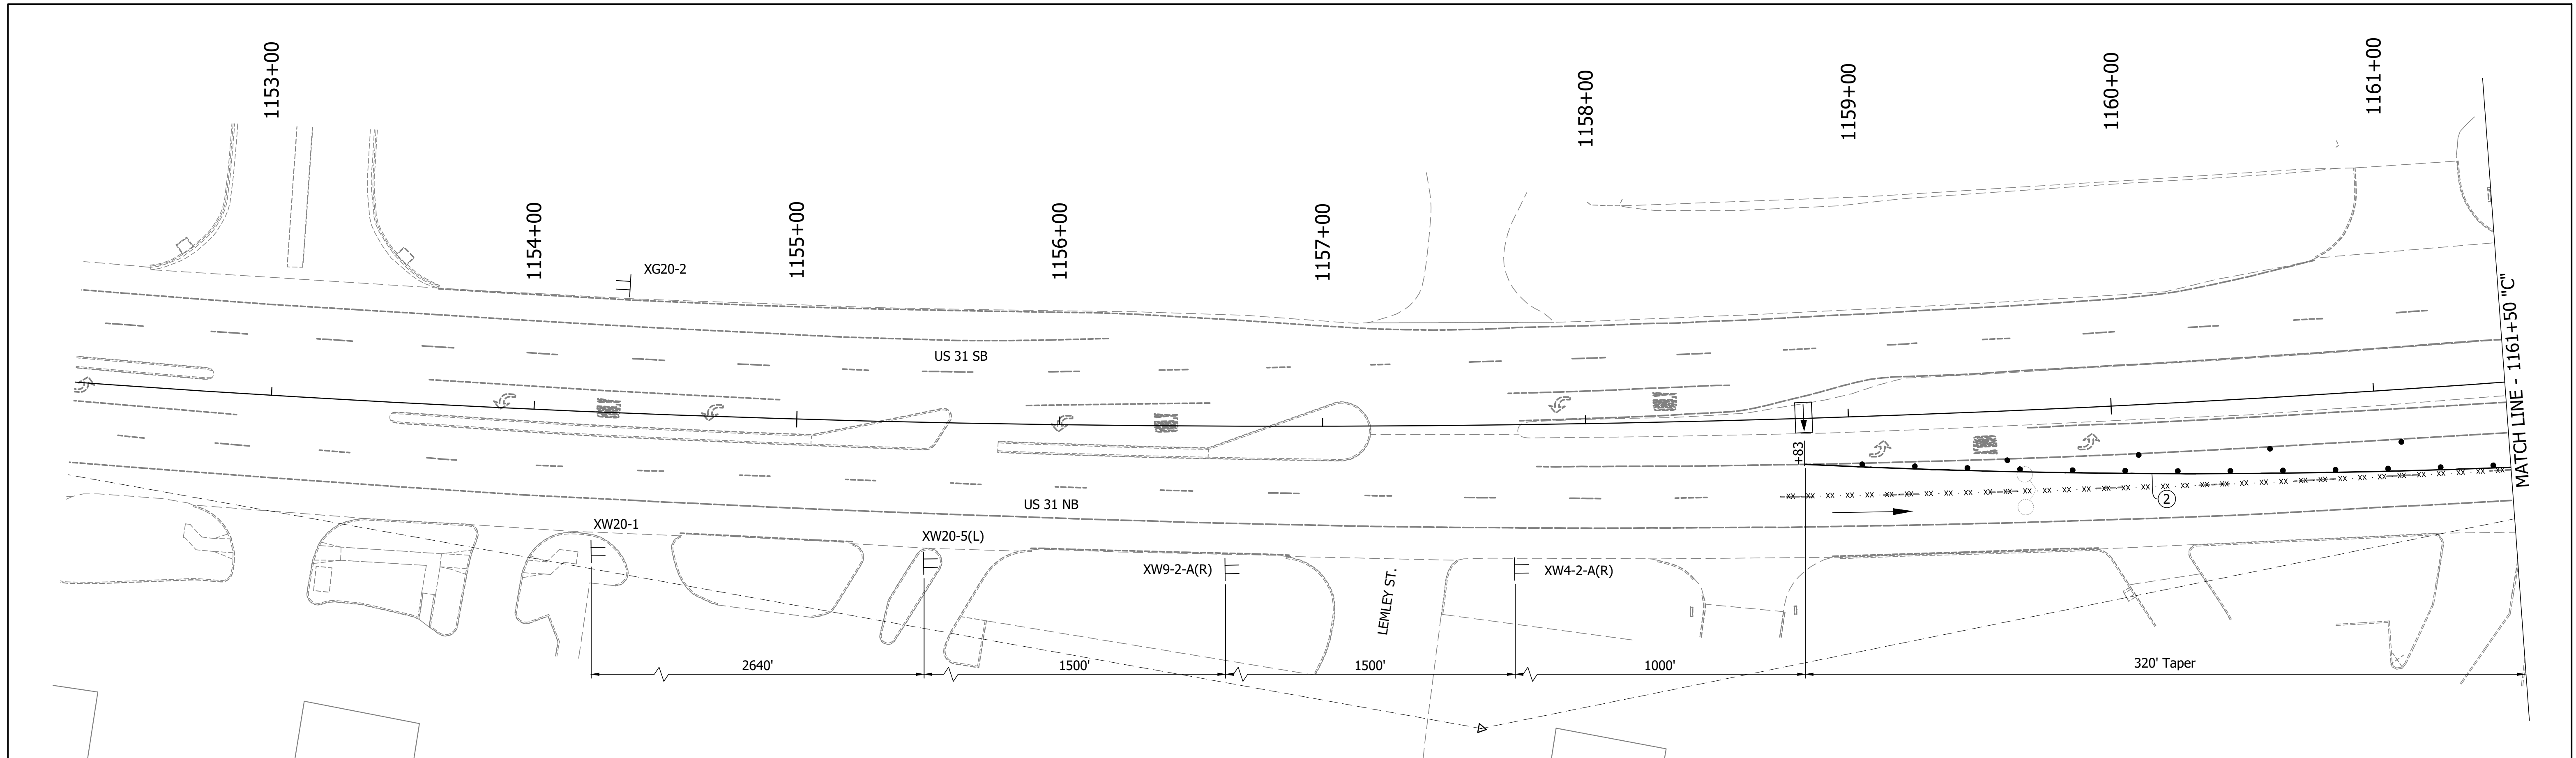 1153+00
1154+00
1155+00
1156+00
1157+00
1158+00
1159+00
1160+00
1161+00
XG20-2
US 31 SB
US 31 NB
+83
2
MATCH LINE - 1161+50 "C"
XW20-1
XW20-5(L)
XW9-2-A(R)
XW4-2-A(R)
LEMLEY ST.
2640'
1500'
1500'
1000'
320' Taper